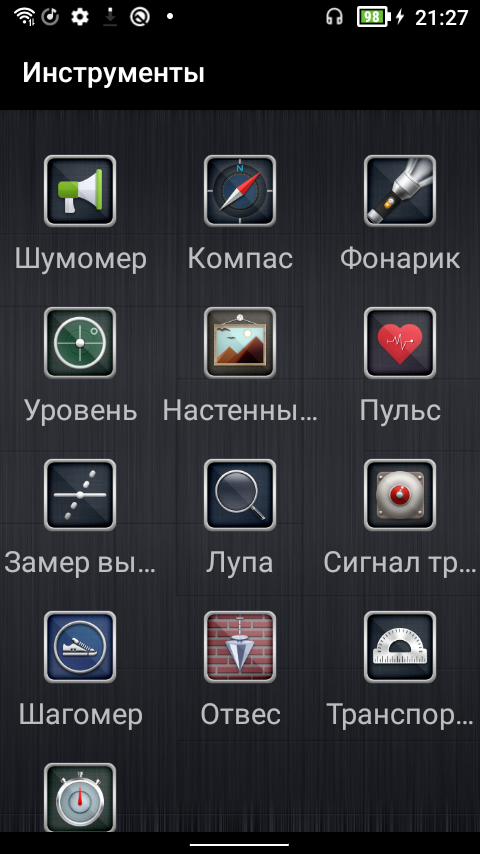 98 21:27
Инструменты
N
Шумомер Компас Фонарик
Уровень Настенны... Пульс
Замер вы... Лупа Сигнал тр...
Шагомер Отвес Транспор...